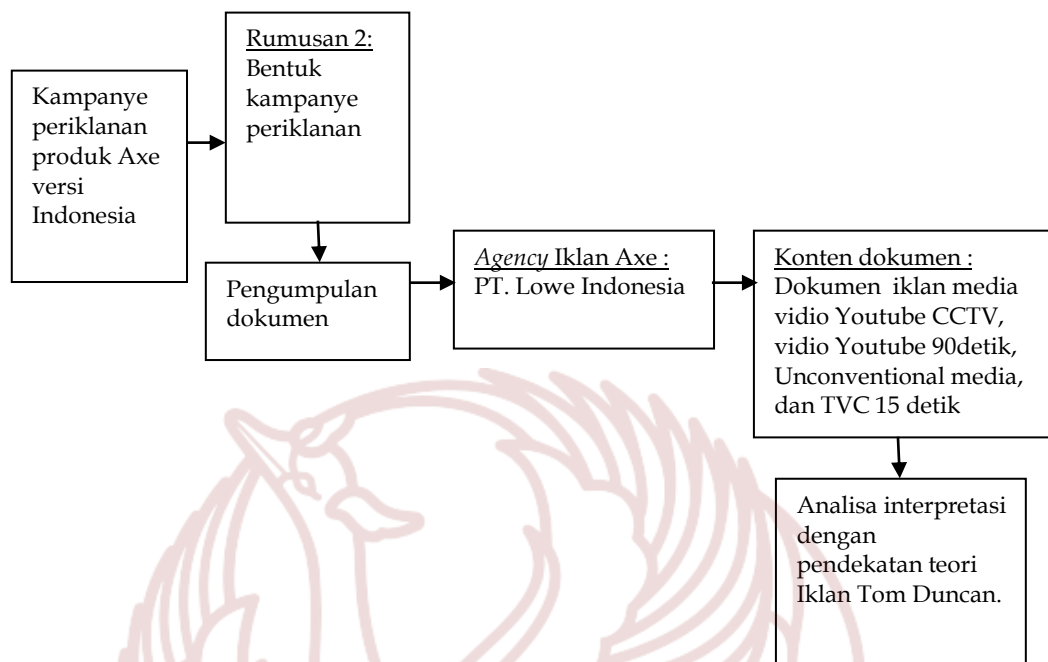 Kampanye
periklanan
produk Axe
versi
Indonesia
Rumusan 2:
Bentuk
kampanye
periklanan
Pengumpulan
dokumen
Agency Iklan Axe :
PT. Lowe Indonesia
Konten dokumen :
Dokumen iklan media
vidio Youtube CCTV,
vidio Youtube 90detik,
Unconventional media,
dan TVC 15 detik
Analisa interpretasi
dengan
pendekatan teori
Iklan Tom Duncan.